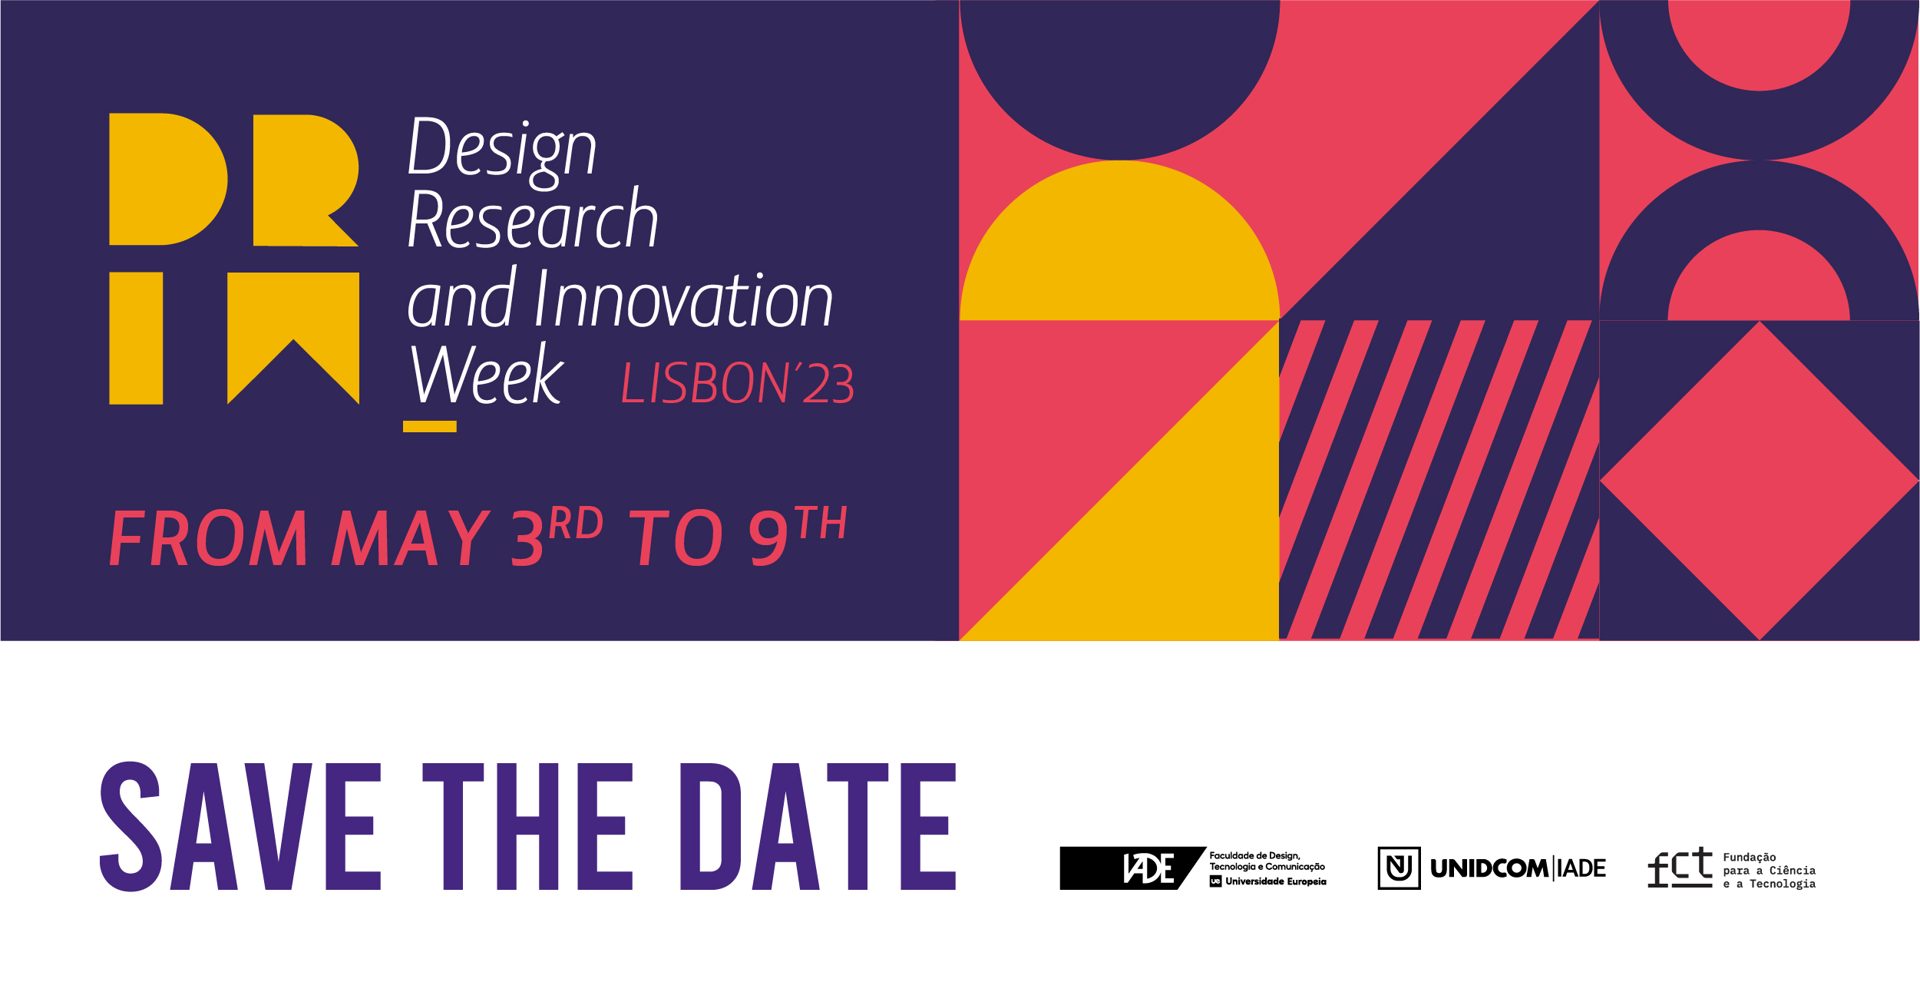 DR
IW
Design
Research
and Innovation
Week LISBON'23
FROM MAY 3RD TO 9TH
SAVE THE DATE
IADE
Faculdade de Design,
Tecnologia e Comunicação
ue Universidade Europeia
UNIDCOM|IADE
fct
Fundação
para a Ciência
e a Tecnologia